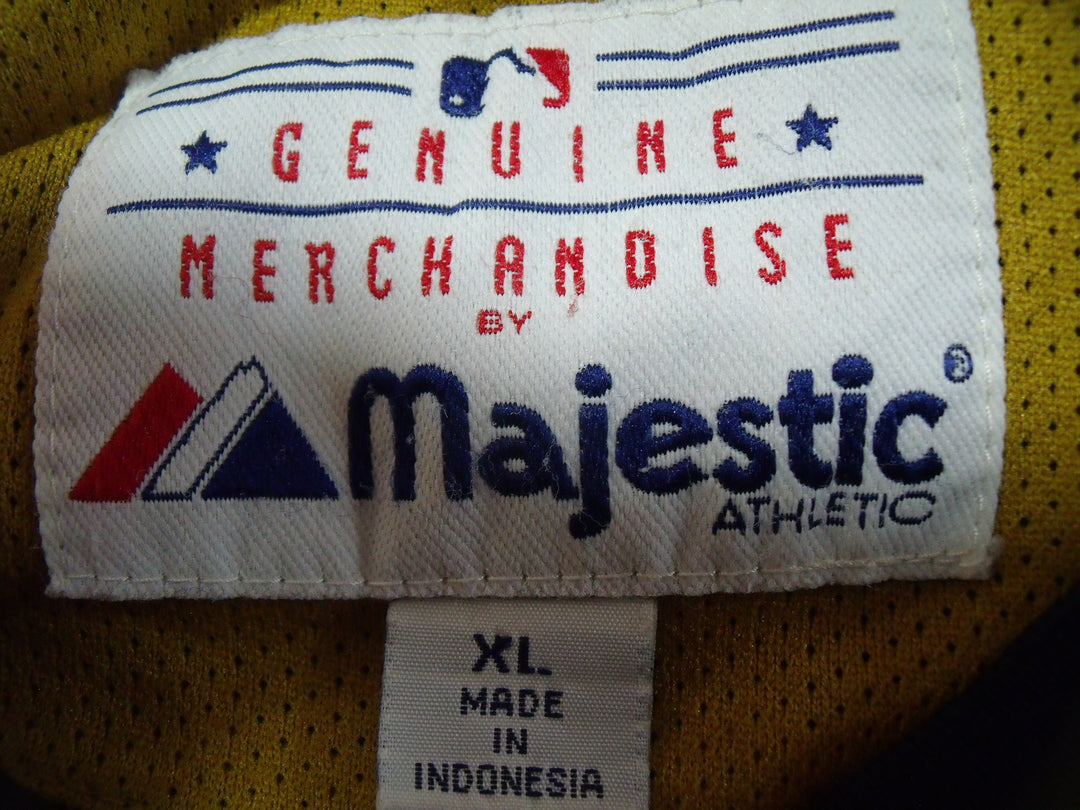 GENUINE
MERCHANDISE
BY
Majestic®
ATHLETIC
XL
MADE
IN
INDONESIA